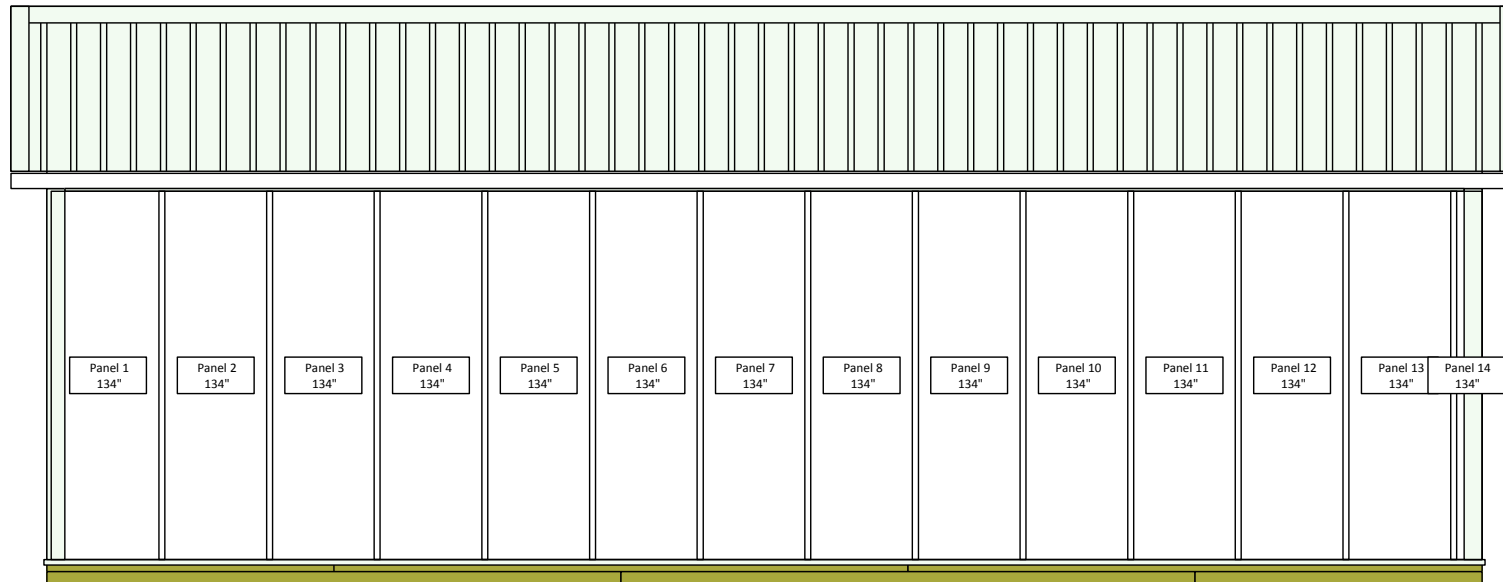 Panel 1
134"
Panel 2
134"
Panel 3
134"
Panel 4
134"
Panel 5
134"
Panel 6
134"
Panel 7
134"
Panel 8
134"
Panel 9
134"
Panel 10
134"
Panel 11
134"
Panel 12
134"
Panel 13
134"
Panel 14
134"